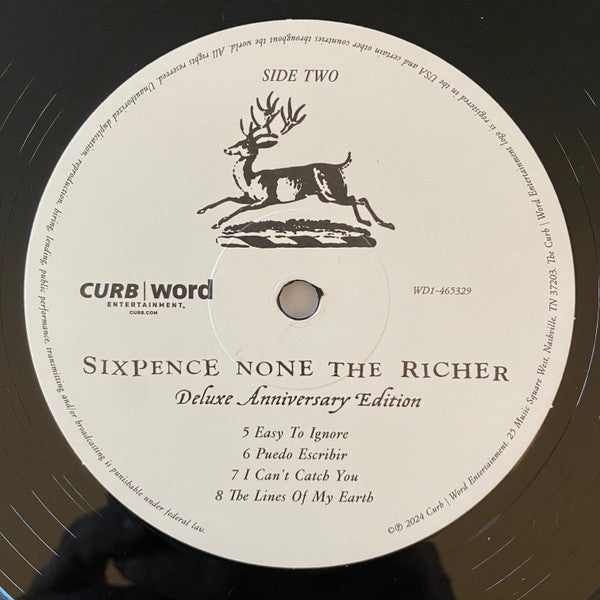 SIDE TWO
CURB | word
ENTERTAINMENT.
CURB.COM
WD1-465329
SIXPENCE NONE THE RICHER
Deluxe Anniversary Edition
5 Easy To Ignore
6 Puedo Escribir
7 I Can't Catch You
8 The Lines Of My Earth
©℗ 2024 Curb | Word Entertainment. 25 Music Square West, Nashville, TN 37203. The Curb | Word Entertainment logo is registered in the USA and certain other countries throughout the world. All rights reserved. Unauthorized duplication, reproduction, hiring, lending, public performance, transmitting and/or broadcasting is punishable under federal law.